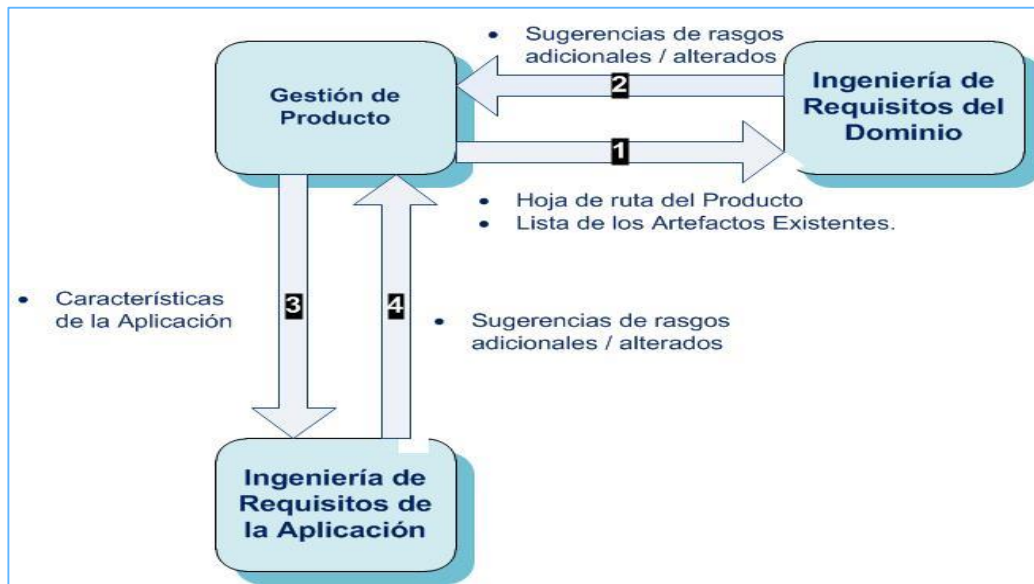 • Sugerencias de rasgos
adicionales / alterados
Gestión de
Producto
2
Ingeniería de
Requisitos del
Dominio
1
• Hoja de ruta del Producto
• Lista de los Artefactos Existentes.
• Características
de la Aplicación
3
4
• Sugerencias de rasgos
adicionales / alterados
Ingeniería de
Requisitos de
la Aplicación